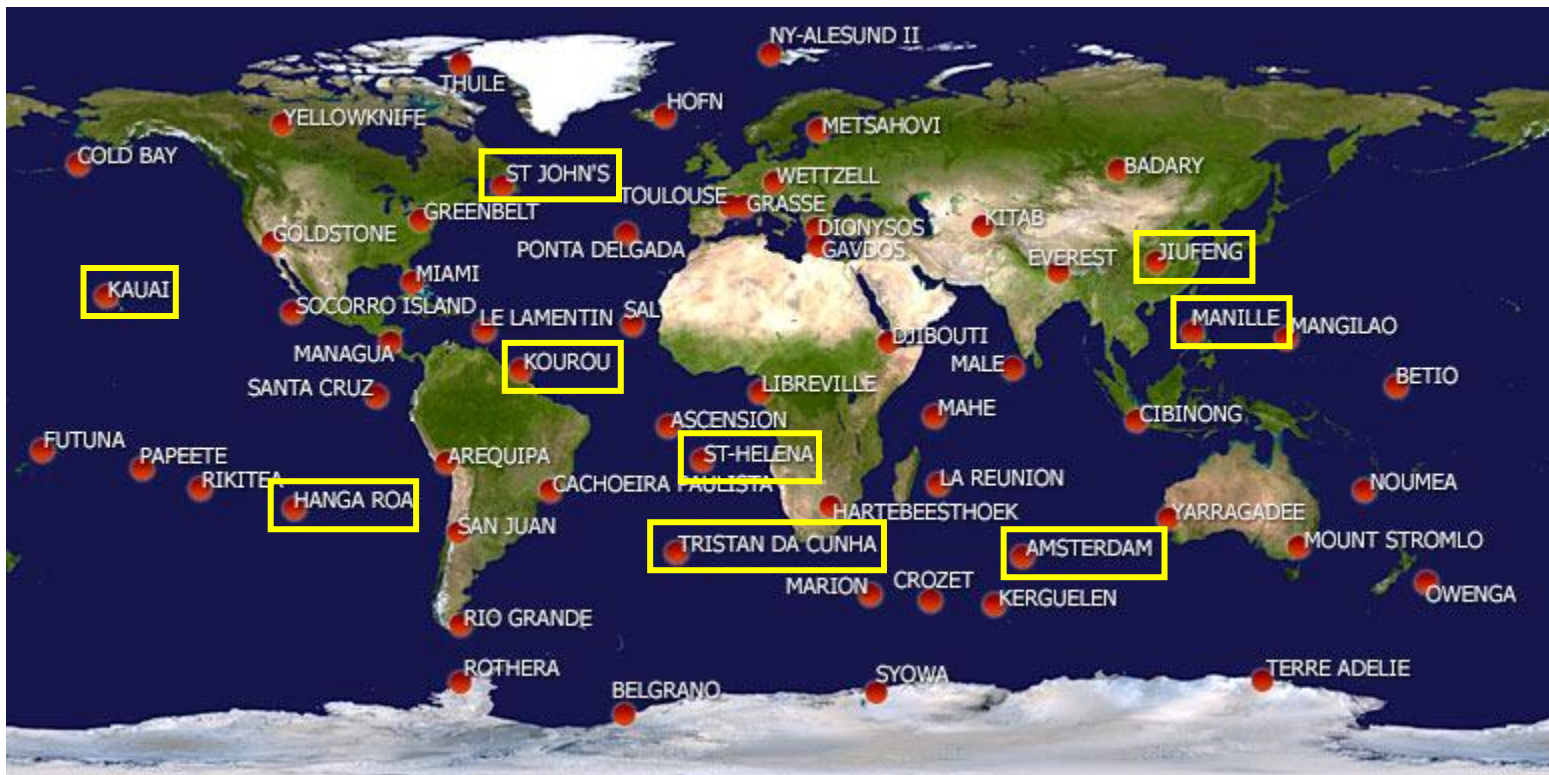 NY-ALESUND II
THULE
HOFN
YELLOWKNIFE
METSAHOVI
COLD BAY
BADARY
ST JOHN'S
WETTZELL
TOULOUSE
GRASSE
GREENBELT
KITAB
DIONYSOS
GOLDSTONE
PONTA DELGADA
GAVDOS
EVEREST
JIUFENG
MIAMI
KAUAI
SOCORRO ISLAND
LE LAMENTIN
SAL
MANILLE
MANGILAO
DJIBOUTI
MANAGUA
KOUROU
MALE
BETIO
SANTA CRUZ
LIBREVILLE
MAHE
CIBINONG
ASCENSION
FUTUNA
PAPEETE
AREQUIPA
ST-HELENA
RIKITEA
LA REUNION
NOUMEA
CACHOEIRA PAULISTA
HANGA ROA
HARTEBEESTHOEK
YARRAGADEE
SAN JUAN
MOUNT STROMLO
TRISTAN DA CUNHA
AMSTERDAM
MARION
CROZET
OWENGA
KERGUELEN
RIO GRANDE
ROTHERA
TERRE ADELIE
SYOWA
BELGRANO